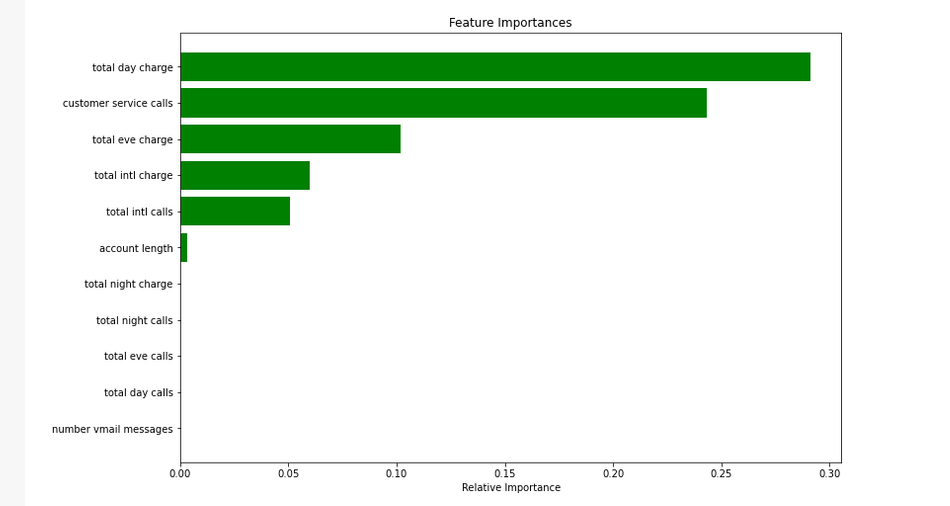 Feature Importances
total day charge
customer service calls
total eve charge
total intl charge
total intl calls
account length
total night charge
total night calls
total eve calls
total day calls
number vmail messages
0.00 0.05 0.10 0.15 0.20 0.25 0.30
Relative Importance